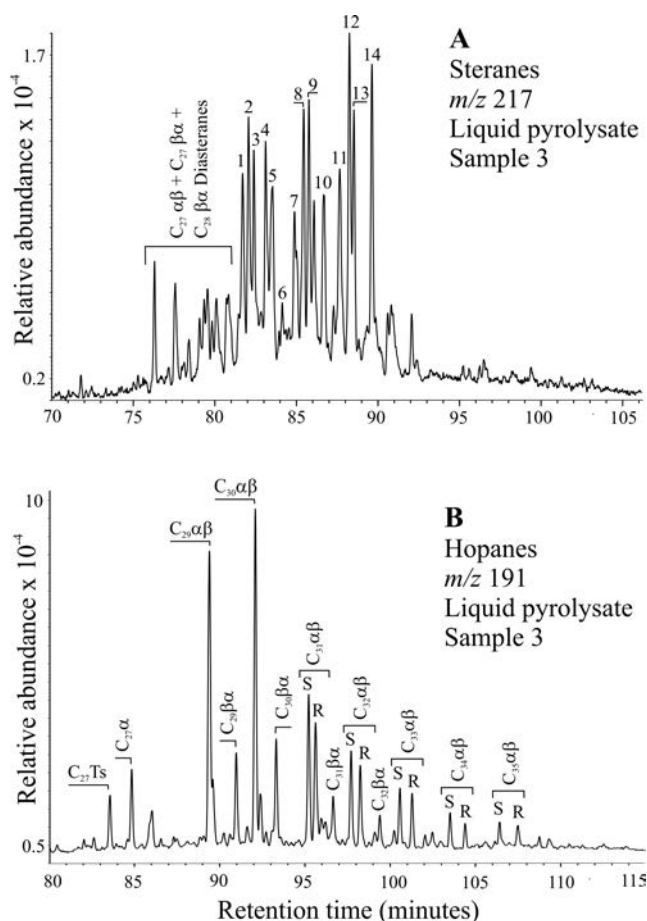 A
Steranes
m/z 217
Liquid pyrolysate
Sample 3
Relative abundance x 10⁻⁴
1.7
0.2
C₂₇ αβ + C₂₇ βα +
C₂₈ βα Diasteranes
1
2
3
4
5
6
7
8
9
10
11
12
13
14
70 75 80 85 90 95 100 105
B
Hopanes
m/z 191
Liquid pyrolysate
Sample 3
Relative abundance x 10⁻⁴
10
0.5
C₂₇Ts
C₂₇α
C₂₉αβ
C₂₉βα
C₃₀αβ
C₃₀βα
C₃₁αβ
S
R
C₃₁βα
C₃₂αβ
S
R
C₃₂βα
C₃₃αβ
S
R
C₃₄αβ
S
R
C₃₅αβ
S
R
80 85 90 95 100 105 110 115
Retention time (minutes)